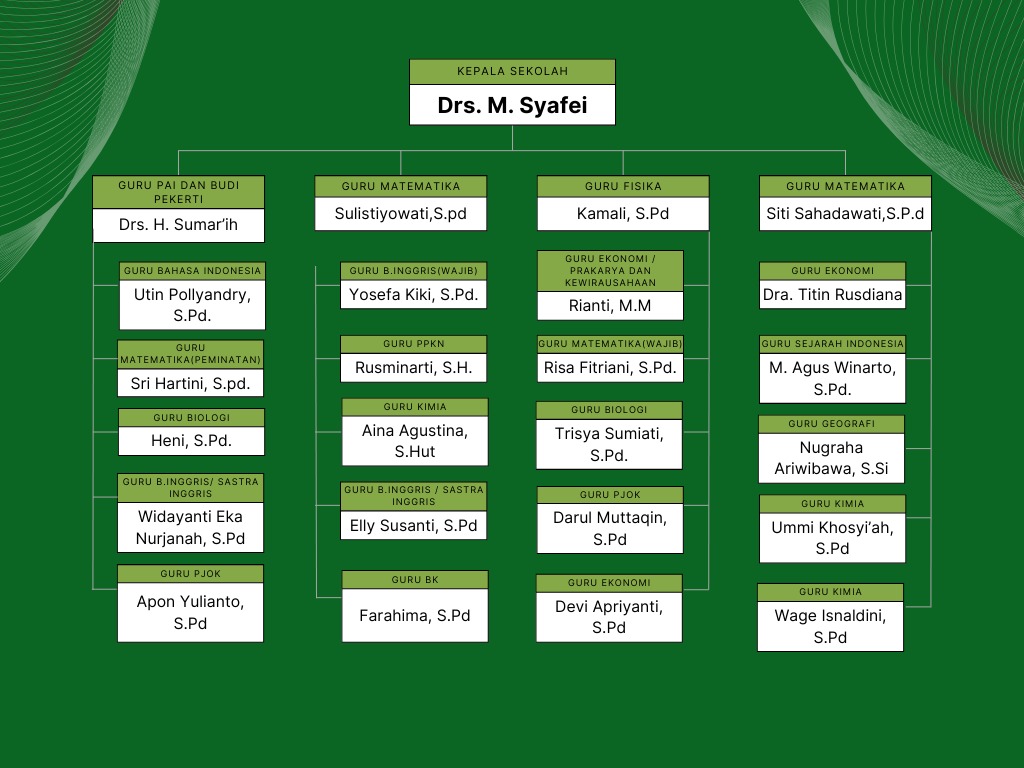 KEPALA SEKOLAH
Drs. M. Syafei
GURU PAI DAN BUDI
PEKERTI
Drs. H. Sumar'ih
GURU MATEMATIKA
Sulistiyowati,S.pd
GURU FISIKA
Kamali, S.Pd
GURU MATEMATIKA
Siti Sahadawati,S.P.d
GURU BAHASA INDONESIA
Utin Pollyandry,
S.Pd.
GURU
MATEMATIKA(PEMINATAN)
Sri Hartini, S.pd.
GURU BIOLOGI
Heni, S.Pd.
GURU B.INGGRIS/ SASTRA
INGGRIS
Widayanti Eka
Nurjanah, S.Pd
GURU PJOK
Apon Yulianto,
S.Pd
GURU B.INGGRIS(WAJIB)
Yosefa Kiki, S.Pd.
GURU PPKN
Rusminarti, S.H.
GURU KIMIA
Aina Agustina,
S.Hut
GURU B.INGGRIS / SASTRA
INGGRIS
Elly Susanti, S.Pd
GURU BK
Farahima, S.Pd
GURU EKONOMI /
PRAKARYA DAN
KEWIRAUSAHAAN
Rianti, M.M
GURU MATEMATIKA(WAJIB)
Risa Fitriani, S.Pd.
GURU BIOLOGI
Trisya Sumiati,
S.Pd.
GURU PJOK
Darul Muttaqin,
S.Pd
GURU EKONOMI
Devi Apriyanti,
S.Pd
GURU EKONOMI
Dra. Titin Rusdiana
GURU SEJARAH INDONESIA
M. Agus Winarto,
S.Pd.
GURU GEOGRAFI
Nugraha
Ariwibawa, S.Si
GURU KIMIA
Ummi Khosyi'ah,
S.Pd
GURU KIMIA
Wage Isnaldini,
S.Pd